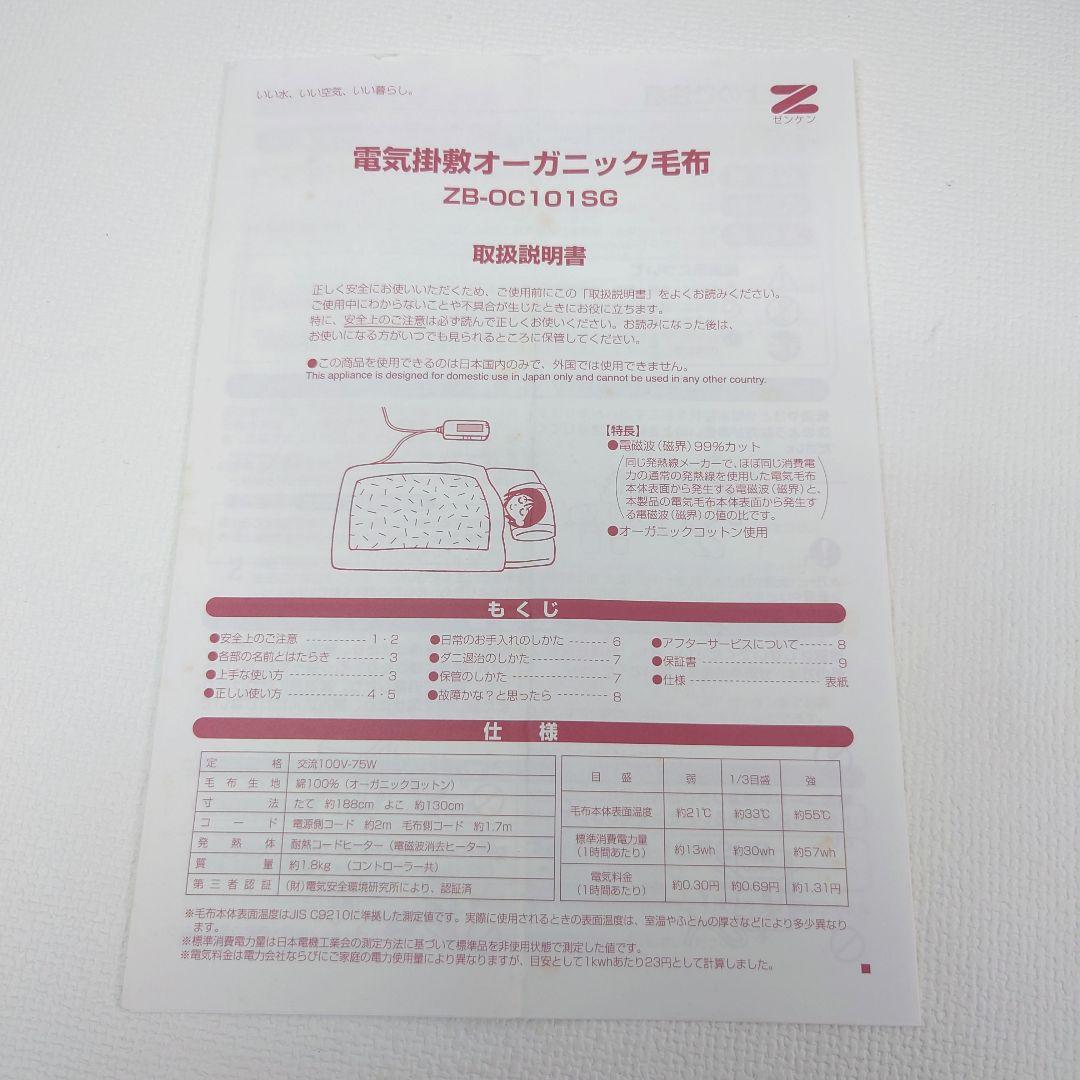 いい水、いい空気、いい暮らし。
ゼンケン
電気掛敷オーガニック毛布
ZB-OC101SG
取扱説明書
正しく安全にお使いいただくため、ご使用前にこの「取扱説明書」をよくお読みください。
ご使用中にわからないことや不具合が生じたときにお役に立ちます。
特に、安全上のご注意は必ず読んで正しくお使いください。お読みになった後は、
お使いになる方がいつでも見られるところに保管してください。
●この商品を使用できるのは日本国内のみで、外国では使用できません。
This appliance is designed for domestic use in Japan only and cannot be used in any other country.
【特長】
●電磁波（磁界）99%カット
同じ発熱線メーカーで、ほぼ同じ消費電
力の通常の発熱線を使用した電気毛布
本体表面から発生する電磁波（磁界）と、
本製品の電気毛布本体表面から発生す
る電磁波（磁界）の値の比です。
●オーガニックコットン使用
もくじ
●安全上のご注意 ----------- 1・2
●各部の名前とはたらき --------- 3
●上手な使い方 --------------- 3
●正しい使い方 ------------- 4・5
●日常のお手入れのしかた ------ 6
●ダニ退治のしかた ------------ 7
●保管のしかた --------------- 7
●故障かな？と思ったら -------- 8
●アフターサービスについて ----- 8
●保証書 --------------------- 9
●仕様 -------------------- 表紙
仕 様
定格 交流100V-75W
毛布生地 綿100%（オーガニックコットン）
寸法 たて 約188cm よこ 約130cm
コード 電源側コード 約2m 毛布側コード 約1.7m
発熱体 耐熱コードヒーター（電磁波消去ヒーター）
質量 約1.8kg （コントローラー共）
第三者認証 (財)電気安全環境研究所により、認証済
目盛 弱 1/3目盛 強
毛布本体表面温度 約21℃ 約33℃ 約55℃
標準消費電力量
（1時間あたり） 約13wh 約30wh 約57wh
電気料金
（1時間あたり） 約0.30円 約0.69円 約1.31円
※毛布本体表面温度はJIS C9210に準拠した測定値です。実際に使用されるときの表面温度は、室温やふとんの厚さなどにより多少異なり
ます。
※標準消費電力量は日本電機工業会の測定方法に基づいて標準品を非使用状態で測定した値です。
※電気料金は電力会社ならびにご家庭の電力使用量により異なりますが、目安として1kwhあたり23円として計算しました。